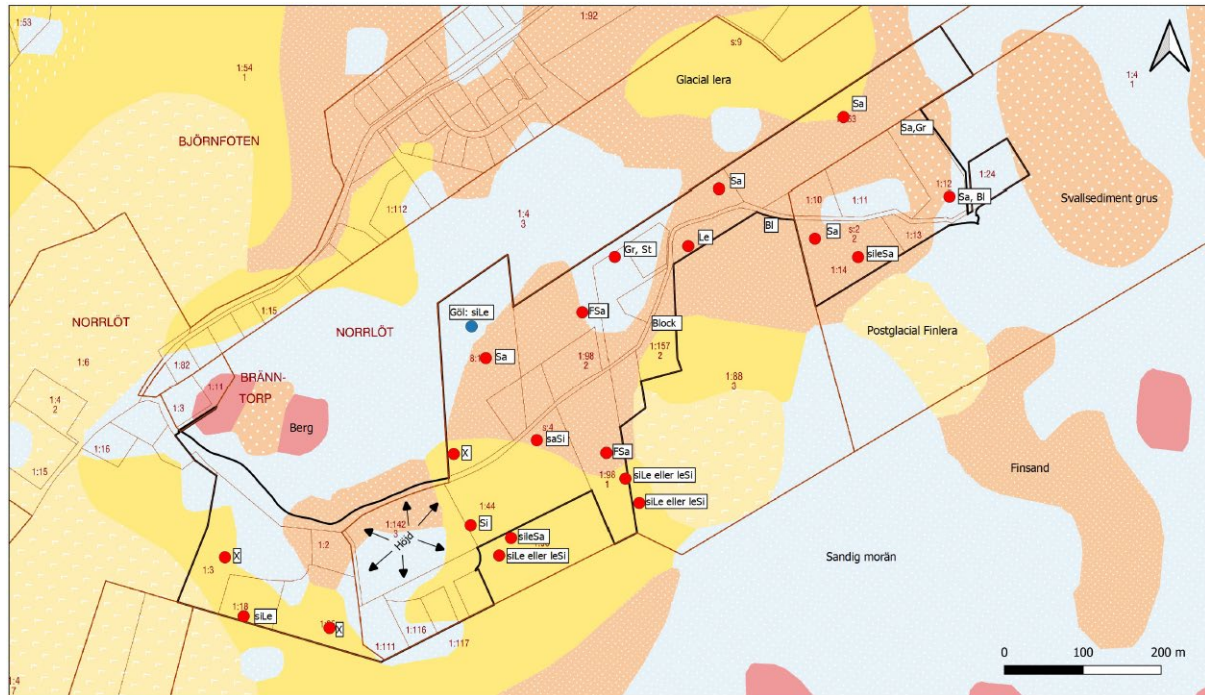 1:53
1:92
s:9
Glacial lera
1:4
1
1:54
1
Sa
BJÖRNFOTEN
Sa,Gr
1:24
1:12
Sa, Bl
Svallsediment grus
1:112
1:4
3
Sa
1:10
1:11
Bl
s:2
2
1:13
Sa
Le
Gr, St
sileSa
1:14
NORRLÖT
1:15
NORRLÖT
Göl: siLe
FSa
Block
Postglacial Finlera
1:6
1:82
Sa
1:98
2
1:157
2
1:88
3
1:11
BRÄNN-
TORP
1:3
Berg
1:4
2
1:16
s:4
saSi
X
FSa
1:15
1:98
1
siLe eller leSi
Finsand
siLe eller leSi
1:44
1:142
3
Si
Höjd
sileSa
siLe eller leSi
1:2
X
1:3
Sandig morän
1:18
siLe
X
1:116
1:111
1:117
0
100
200 m
1:4
7